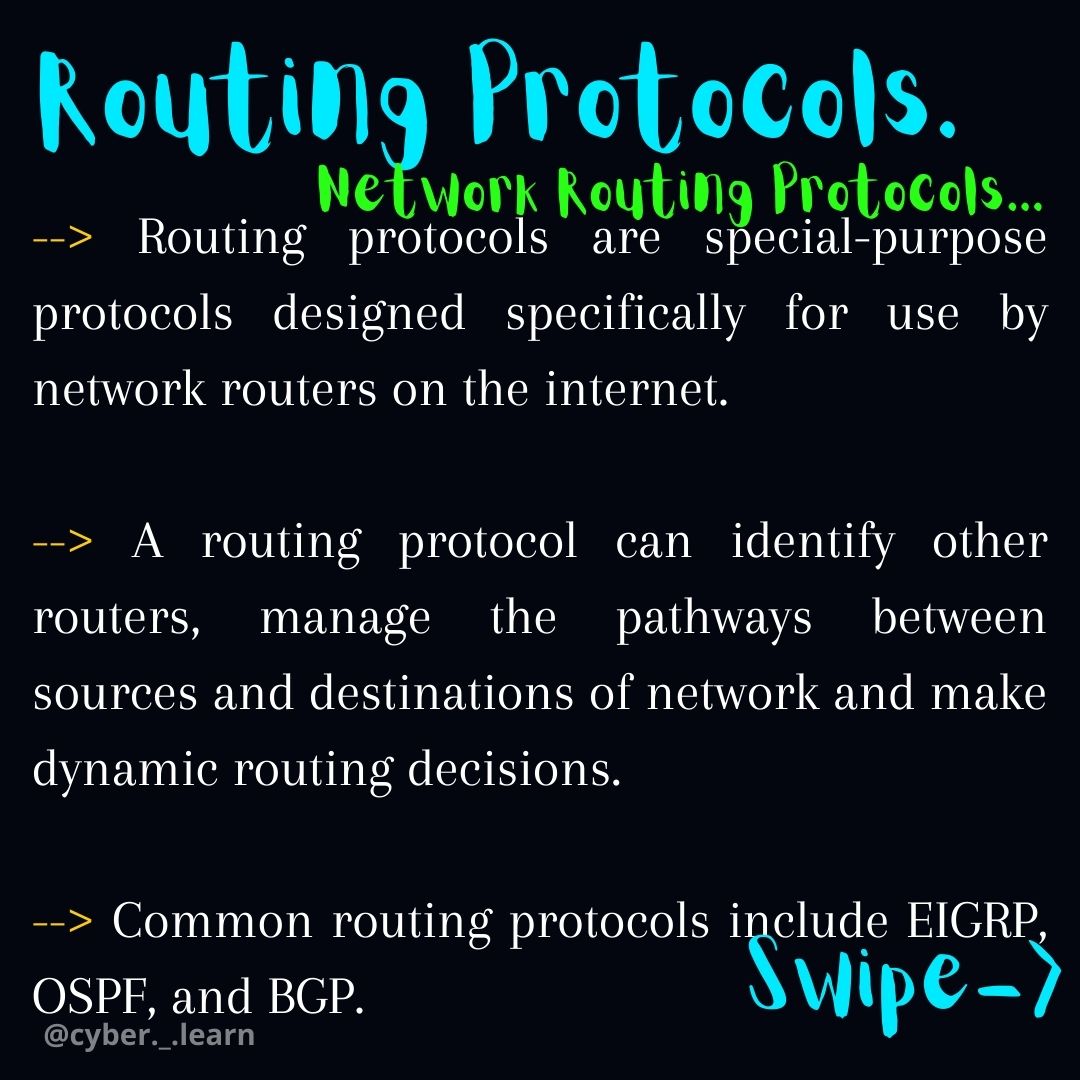 Routing Protocols.
Network Routing Protocols...
--> Routing protocols are special-purpose
protocols designed specifically for use by
network routers on the internet.
--> A routing protocol can identify other
routers, manage the pathways between
sources and destinations of network and make
dynamic routing decisions.
--> Common routing protocols include EIGRP,
OSPF, and BGP.
Swipe->
@cyber._.learn